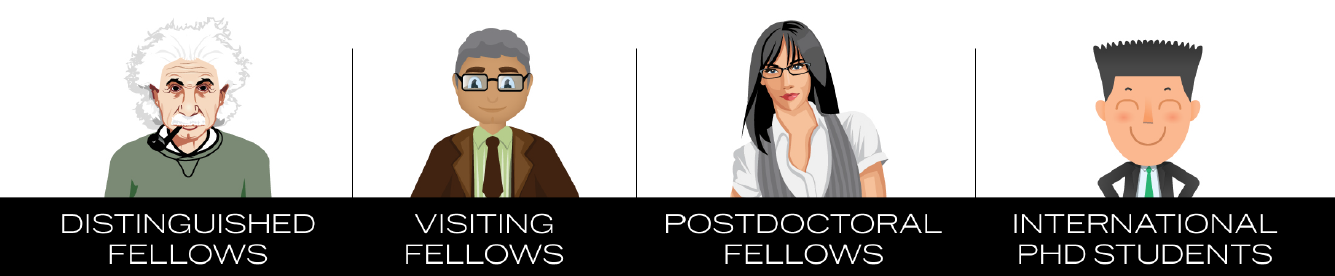 DISTINGUISHED
FELLOWS
VISITING
FELLOWS
POSTDOCTORAL
FELLOWS
INTERNATIONAL
PHD STUDENTS